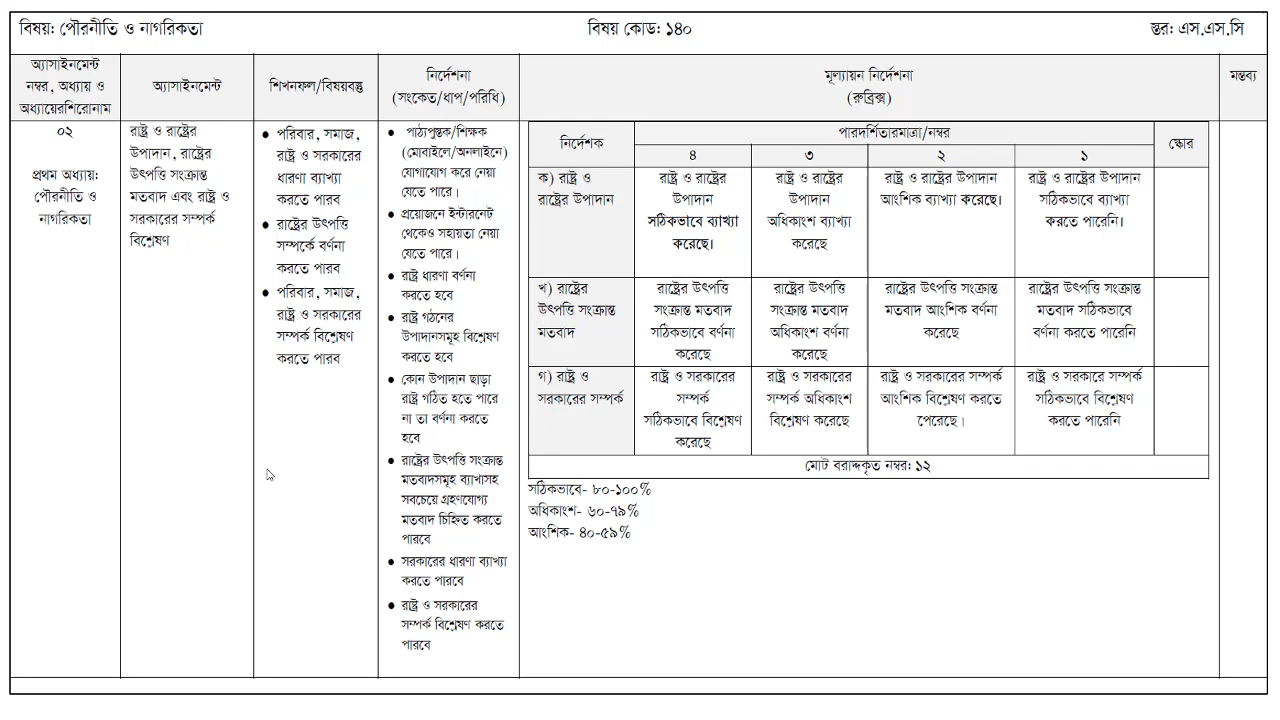 বিষয়: পৌরনীতি ও নাগরিকতা
বিষয় কোড: ১৪০
স্তর: এস.এস.সি
অ্যাসাইনমেন্ট
নম্বর, অধ্যায় ও
অধ্যায়েরশিরোনাম
অ্যাসাইনমেন্ট
শিখনফল/বিষয়বস্তু
নির্দেশনা
(সংকেত/ধাপ/পরিধি)
মূল্যায়ন নির্দেশনা
(রুব্রিক্স)
মন্তব্য
০২
প্রথম অধ্যায়:
পৌরনীতি ও
নাগরিকতা
রাষ্ট্র ও রাষ্ট্রের
উপাদান, রাষ্ট্রের
উৎপত্তি সংক্রান্ত
মতবাদ এবং রাষ্ট্র ও
সরকারের সম্পর্ক
বিশ্লেষণ
● পরিবার, সমাজ,
রাষ্ট্র ও সরকারের
ধারণা ব্যাখ্যা
করতে পারব
● রাষ্ট্রের উৎপত্তি
সম্পর্কে বর্ণনা
করতে পারব
● পরিবার, সমাজ,
রাষ্ট্র ও সরকারের
সম্পর্ক বিশ্লেষণ
করতে পারব
● পাঠ্যপুস্তক/শিক্ষক
(মোবাইলে/অনলাইনে)
যোগাযোগ করে নেয়া
যেতে পারে।
● প্রয়োজনে ইন্টারনেট
থেকেও সহায়তা নেয়া
যেতে পারে।
● রাষ্ট্র ধারণা বর্ণনা
করতে হবে
● রাষ্ট্র গঠনের
উপাদানসমূহ বিশ্লেষণ
করতে হবে
● কোন উপাদান ছাড়া
রাষ্ট্র গঠিত হতে পারে
না তা বর্ণনা করতে
হবে
● রাষ্ট্রের উৎপত্তি সংক্রান্ত
মতবাদসমূহ ব্যাখাসহ
সবচেয়ে গ্রহণযোগ্য
মতবাদ চিহ্নিত করতে
পারবে
● সরকারের ধারণা ব্যাখ্যা
করতে পারবে
● রাষ্ট্র ও সরকারের
সম্পর্ক বিশ্লেষণ করতে
পারবে
নির্দেশক
পারদর্শিতারমাত্রা/নম্বর
স্কোর
৪
৩
২
১
ক) রাষ্ট্র ও
রাষ্ট্রের উপাদান
রাষ্ট্র ও রাষ্ট্রের
উপাদান
সঠিকভাবে ব্যাখ্যা
করেছে।
রাষ্ট্র ও রাষ্ট্রের
উপাদান
অধিকাংশ ব্যাখ্যা
করেছে
রাষ্ট্র ও রাষ্ট্রের উপাদান
আংশিক ব্যাখ্যা করেছে।
রাষ্ট্র ও রাষ্ট্রের উপাদান
সঠিকভাবে ব্যাখ্যা
করতে পারেনি।
খ) রাষ্ট্রের
উৎপত্তি সংক্রান্ত
মতবাদ
রাষ্ট্রের উৎপত্তি
সংক্রান্ত মতবাদ
সঠিকভাবে বর্ণনা
করেছে
রাষ্ট্রের উৎপত্তি
সংক্রান্ত মতবাদ
অধিকাংশ বর্ণনা
করেছে
রাষ্ট্রের উৎপত্তি সংক্রান্ত
মতবাদ আংশিক বর্ণনা
করেছে
রাষ্ট্রের উৎপত্তি সংক্রান্ত
মতবাদ সঠিকভাবে
বর্ণনা করতে পারেনি
গ) রাষ্ট্র ও
সরকারের সম্পর্ক
রাষ্ট্র ও সরকারের
সম্পর্ক
সঠিকভাবে বিশ্লেষণ
করেছে
রাষ্ট্র ও সরকারের
সম্পর্ক অধিকাংশ
বিশ্লেষণ করেছে
রাষ্ট্র ও সরকারের সম্পর্ক
আংশিক বিশ্লেষণ করতে
পেরেছে।
রাষ্ট্র ও সরকারে সম্পর্ক
সঠিকভাবে বিশ্লেষণ
করতে পারেনি
মোট বরাদ্দকৃত নম্বর: ১২
সঠিকভাবে- ৮০-১০০%
অধিকাংশ- ৬০-৭৯%
আংশিক- ৪০-৫৯%